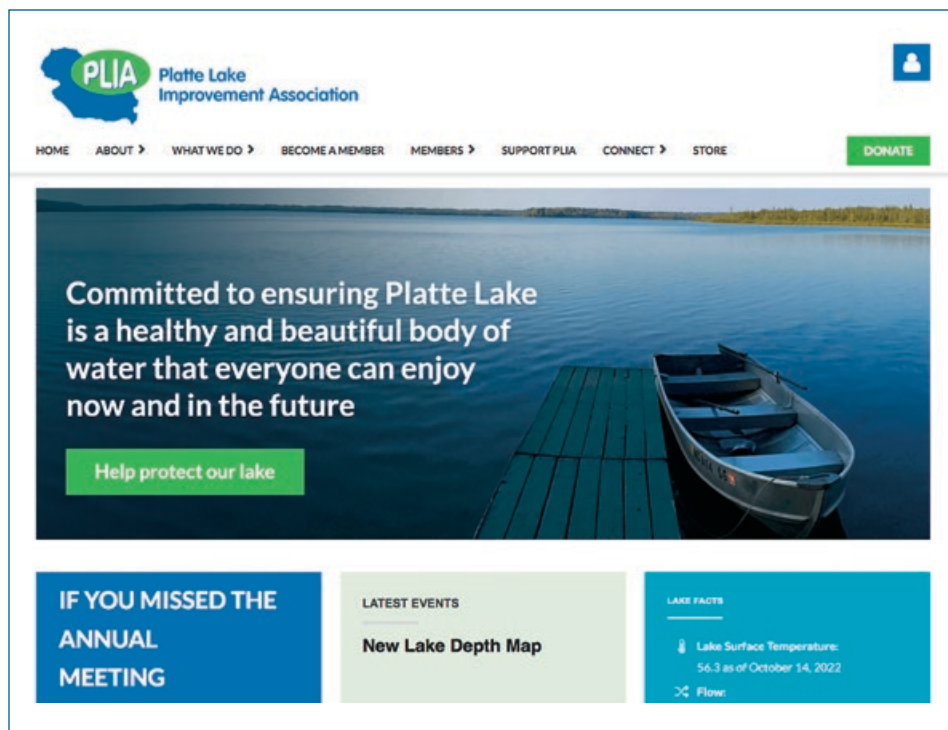 PLIA
Platte Lake
Improvement Association
HOME ABOUT WHAT WE DO BECOME A MEMBER MEMBERS SUPPORT PLIA CONNECT STORE DONATE
Committed to ensuring Platte Lake
is a healthy and beautiful body of
water that everyone can enjoy
now and in the future
Help protect our lake
IF YOU MISSED THE
ANNUAL
MEETING
LATEST EVENTS
New Lake Depth Map
LAKE FACTS
Lake Surface Temperature:
56.3 as of October 14, 2022
Flow: